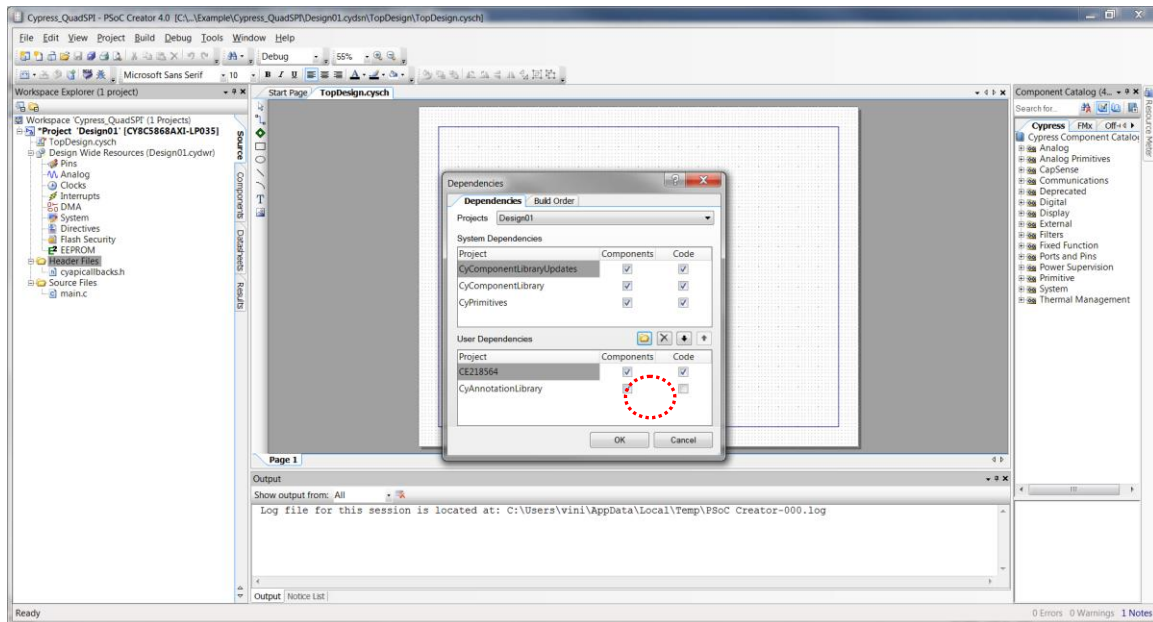 Cypress_QuadSPI - PSoC Creator 4.0 [C:\...\Example\Cypress_QuadSPI\Design01.cydsn\TopDesign\TopDesign.cysch]
File Edit View Project Build Debug Tools Window Help
Debug 55%
Microsoft Sans Serif 10 B I U A
Workspace Explorer (1 project)
Workspace 'Cypress_QuadSPI' (1 Projects)
*Project 'Design01' [CY8C5868AXI-LP035]
TopDesign.cysch
Design Wide Resources (Design01.cydwr)
Pins
Analog
Clocks
Interrupts
DMA
System
Directives
Flash Security
EEPROM
Header Files
cyapicallbacks.h
Source Files
main.c
Source
Components
Datasheets
Results
Start Page TopDesign.cysch
T
Dependencies
Dependencies Build Order
Projects Design01
System Dependencies
Project Components Code
CyComponentLibraryUpdates
CyComponentLibrary
CyPrimitives
User Dependencies
Project Components Code
CE218564
CyAnnotationLibrary
OK Cancel
Page 1
Output
Show output from: All
Log file for this session is located at: C:\Users\vini\AppData\Local\Temp\PSoC Creator-000.log
Output Notice List
Component Catalog (4...
Search for...
Cypress FMx Off-
Cypress Component Catalo
Analog
Analog Primitives
CapSense
Communications
Deprecated
Digital
Display
External
Filters
Fixed Function
Ports and Pins
Power Supervision
Primitive
System
Thermal Management
Resource Meter
Ready
0 Errors 0 Warnings 1 Notes